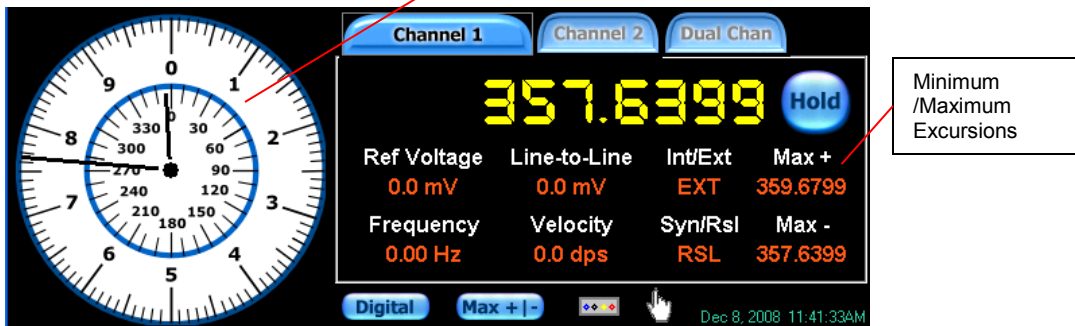 0
1
2
3
4
5
6
7
8
9
0
30
60
90
120
150
180
210
240
270
300
330
Channel 1
Channel 2
Dual Chan
357.6399
Hold
Ref Voltage
Line-to-Line
Int/Ext
Max +
0.0 mV
0.0 mV
EXT
359.6799
Frequency
Velocity
Syn/Rsl
Max -
0.00 Hz
0.0 dps
RSL
357.6399
Digital
Max +|-
Dec 8, 2008 11:41:33AM
Minimum
/Maximum
Excursions